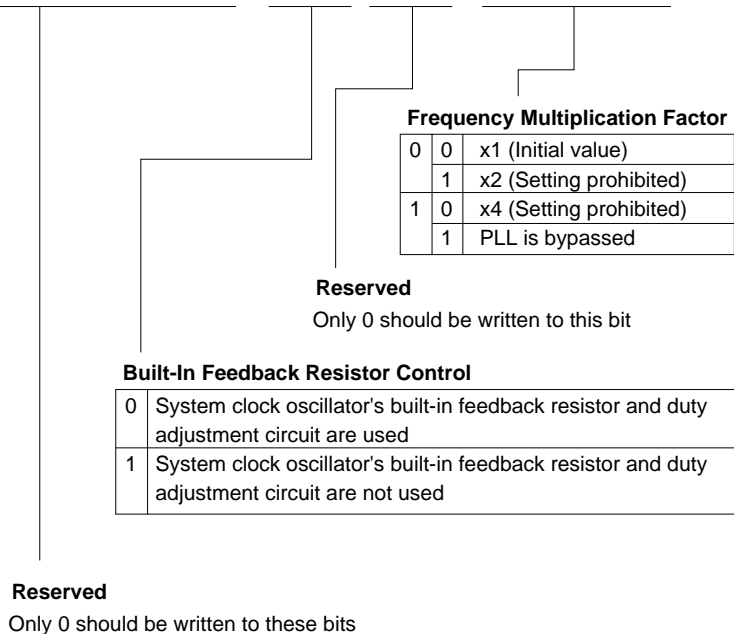 Frequency Multiplication Factor
0 0 x1 (Initial value)
1 x2 (Setting prohibited)
1 0 x4 (Setting prohibited)
1 PLL is bypassed
Reserved
Only 0 should be written to this bit
Built-In Feedback Resistor Control
0 System clock oscillator's built-in feedback resistor and duty
adjustment circuit are used
1 System clock oscillator's built-in feedback resistor and duty
adjustment circuit are not used
Reserved
Only 0 should be written to these bits